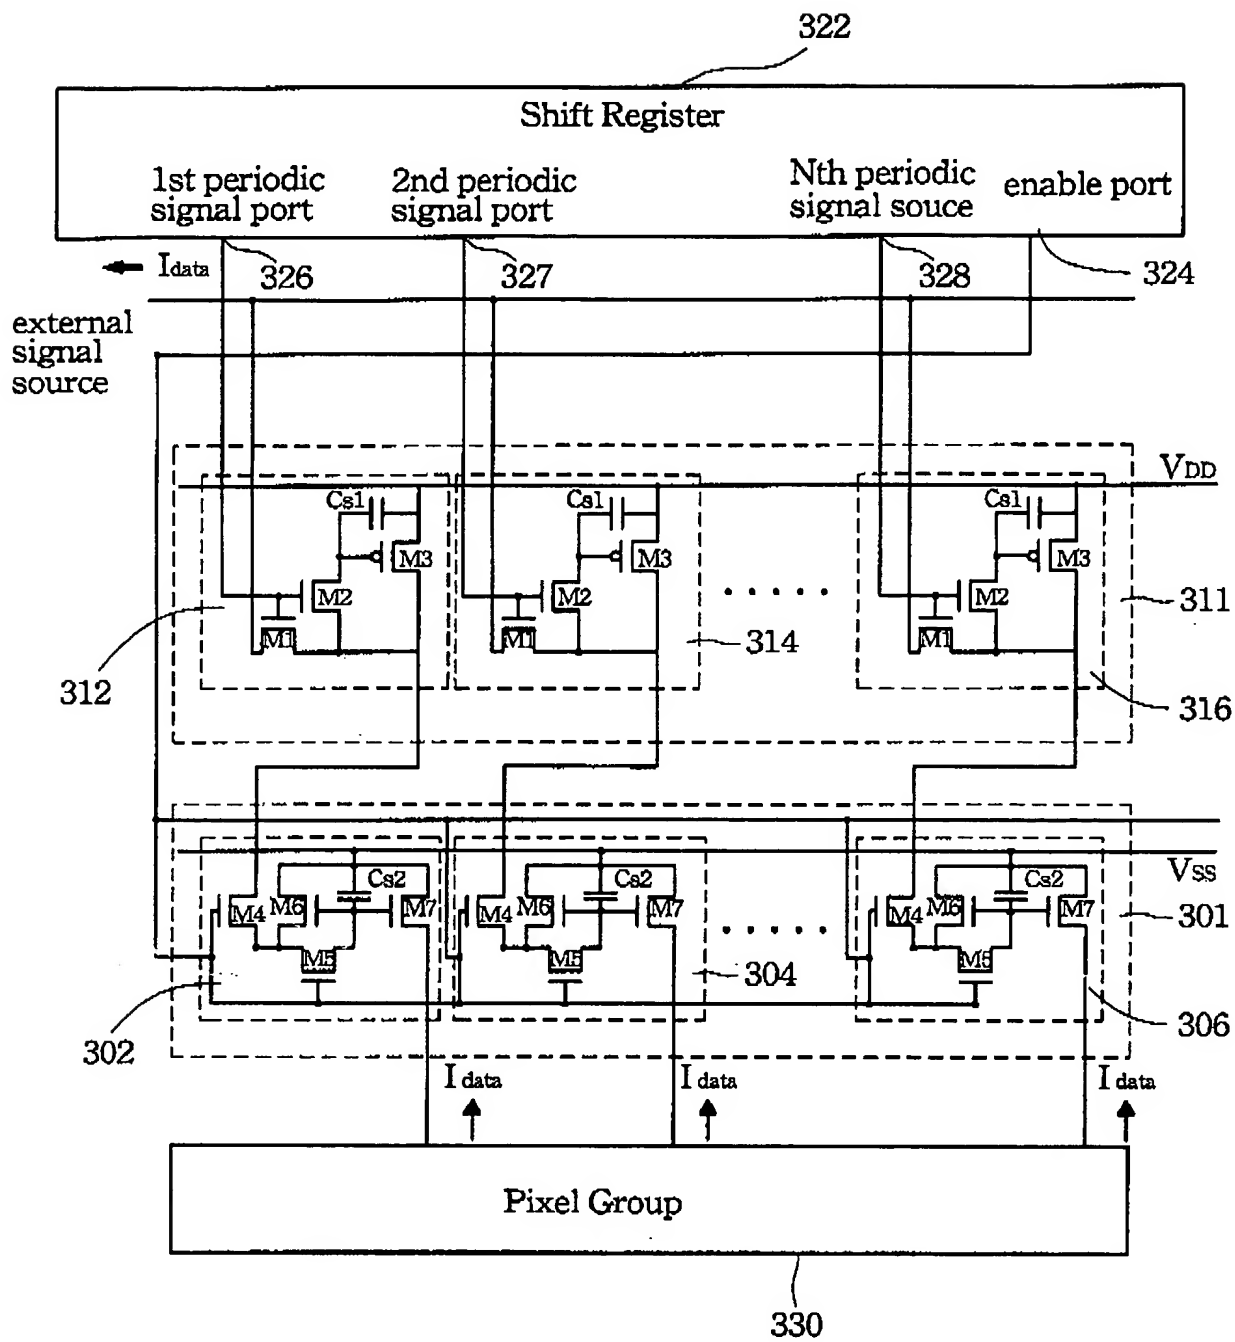 322
Shift Register
1st periodic
signal port
2nd periodic
signal port
Nth periodic
signal souce
enable port
Idata
326
327
328
324
external
signal
source
VDD
Cs1
Cs1
Cs1
M3
M3
M3
M2
M2
M2
M1
M1
M1
311
312
314
316
VSS
Cs2
Cs2
Cs2
M4
M6
M7
M4
M6
M7
M4
M6
M7
M5
M5
M5
301
302
304
306
Idata
Idata
Idata
Pixel Group
330